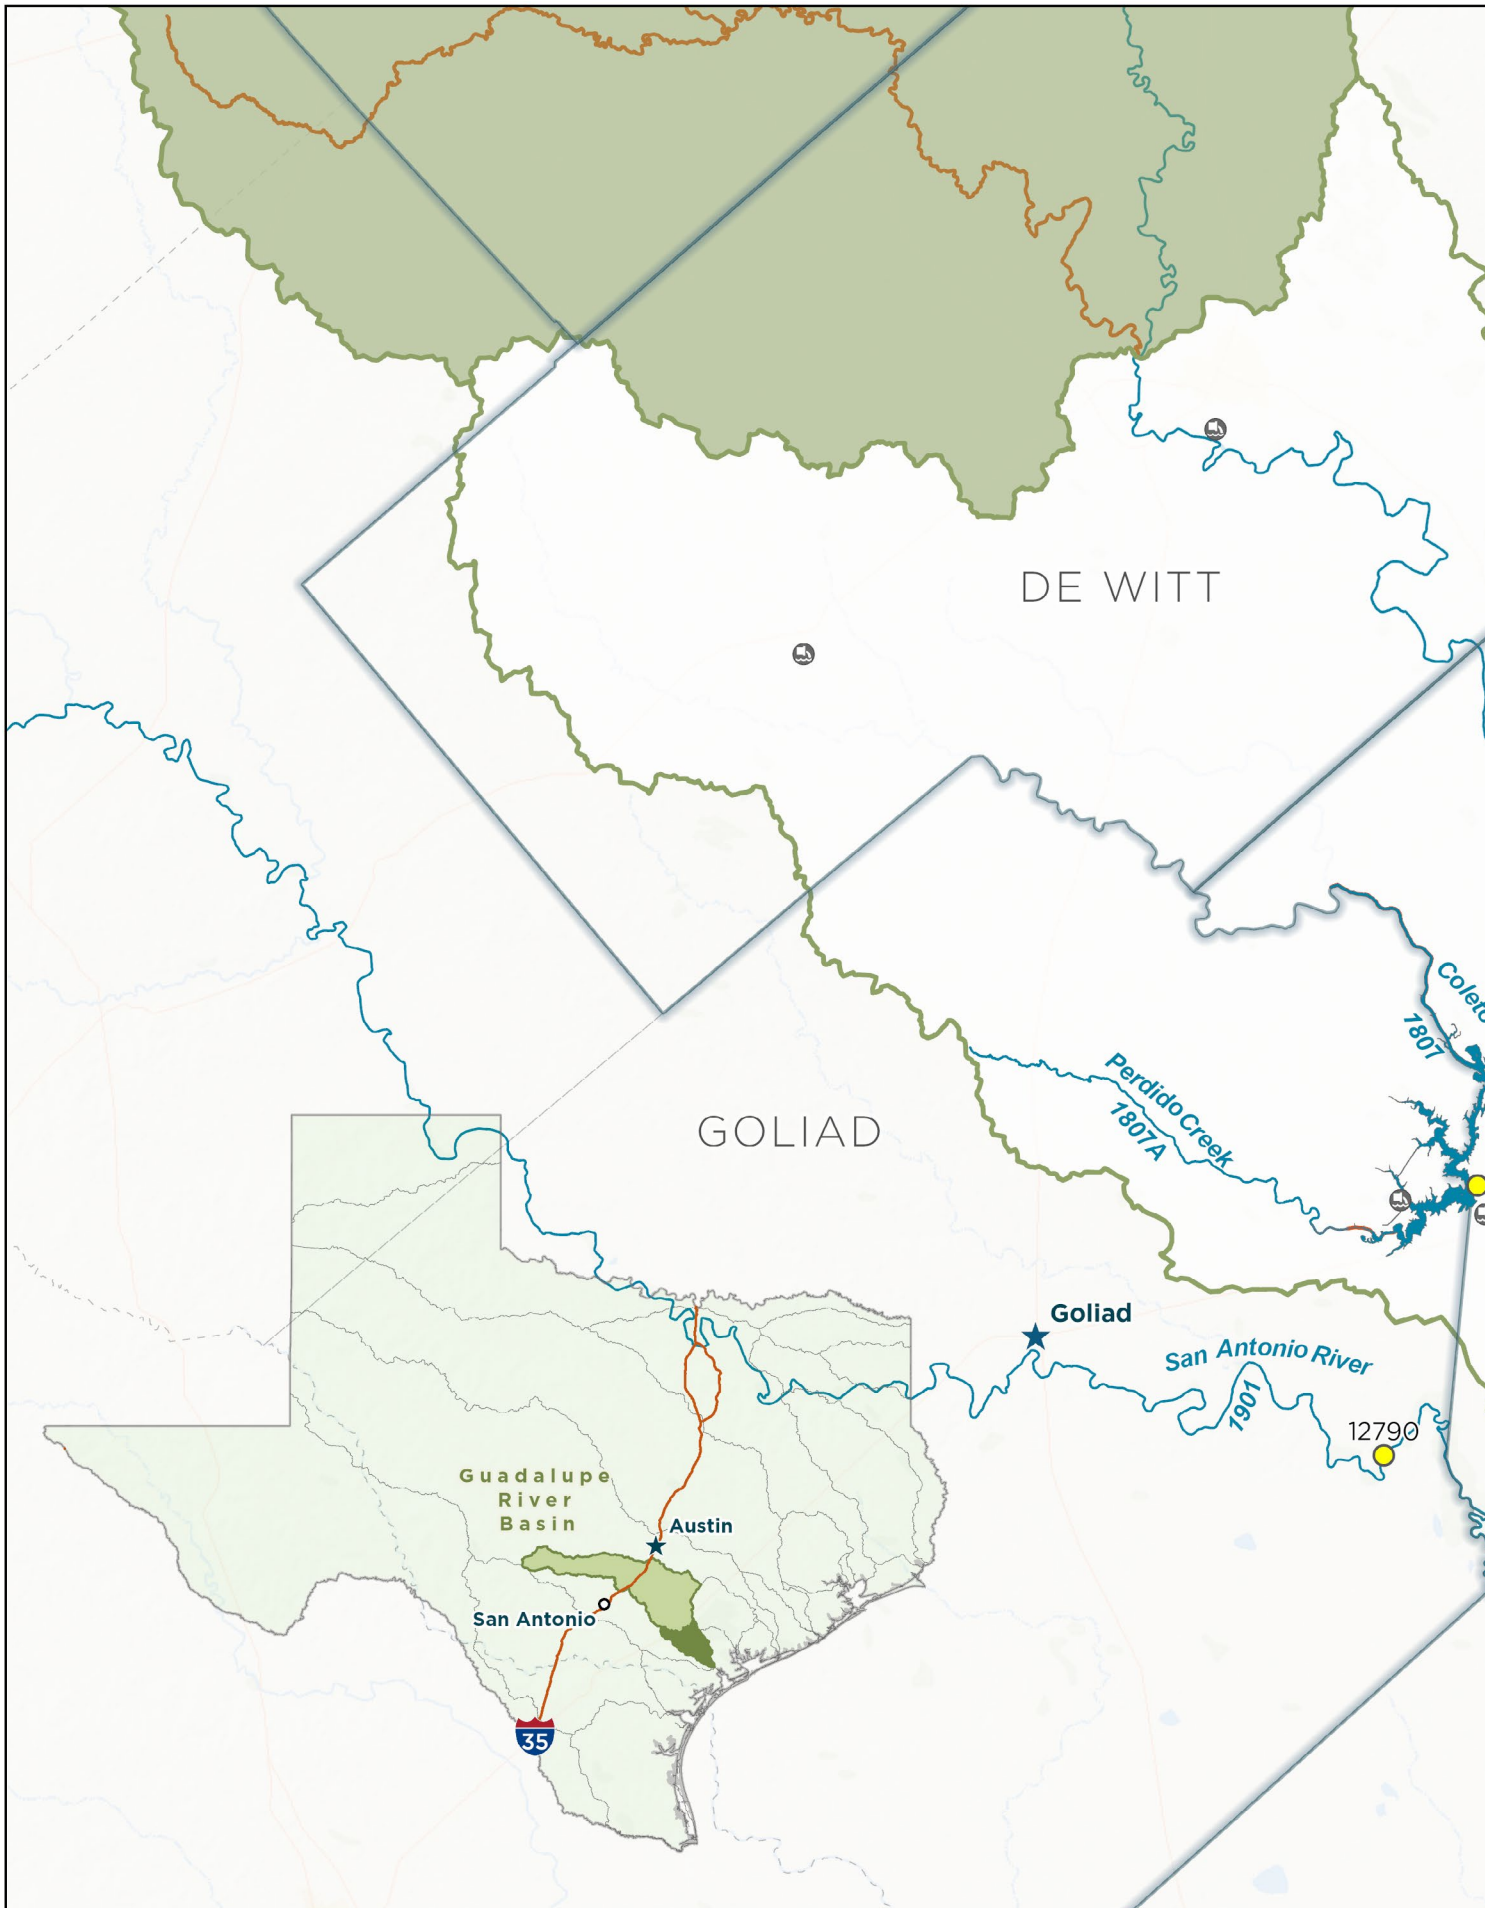 DE WITT
Coleto
1807
Perdido Creek
1807A
GOLIAD
Goliad
San Antonio River
1901
12790
Guadalupe
River
Basin
Austin
San Antonio
35